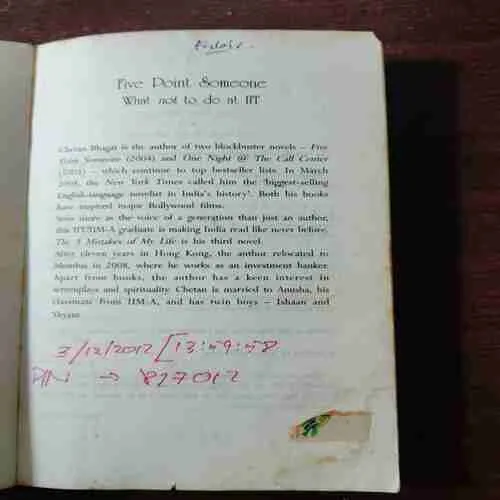 Five Point Someone
What not to do at IIT
Chetan Bhagat is the author of two blockbuster novels – Five
Point Someone (2004) and One Night @ The Call Center
(2005) – which continue to top bestseller lists. In March
2008, the New York Times called him the 'biggest-selling
English-language novelist in India's history'. Both his books
have inspired major Bollywood films.
Seen more as the voice of a generation than just an author,
this IIT/IIM-A graduate is making India read like never before.
The 3 Mistakes of My Life is his third novel.
After eleven years in Hong Kong, the author relocated to
Mumbai in 2008, where he works as an investment banker.
Apart from books, the author has a keen interest in
screenplays and spirituality. Chetan is married to Anusha, his
classmate from IIM-A, and has twin boys – Ishaan and
Shyam.
3/12/2012 [13:59:58
PIN → 827012